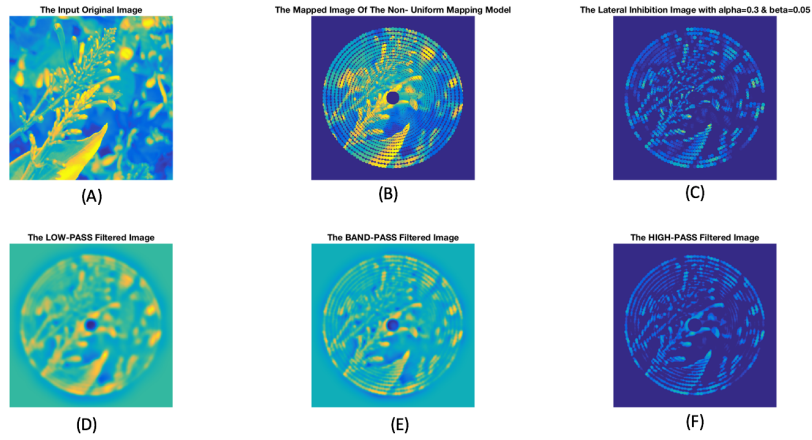 The Input Original Image
The Mapped Image Of The Non- Uniform Mapping Model
The Lateral Inhibition Image with alpha=0.3 & beta=0.05
(A)
(B)
(C)
The LOW-PASS Filtered Image
The BAND-PASS Filtered Image
The HIGH-PASS Filtered Image
(D)
(E)
(F)